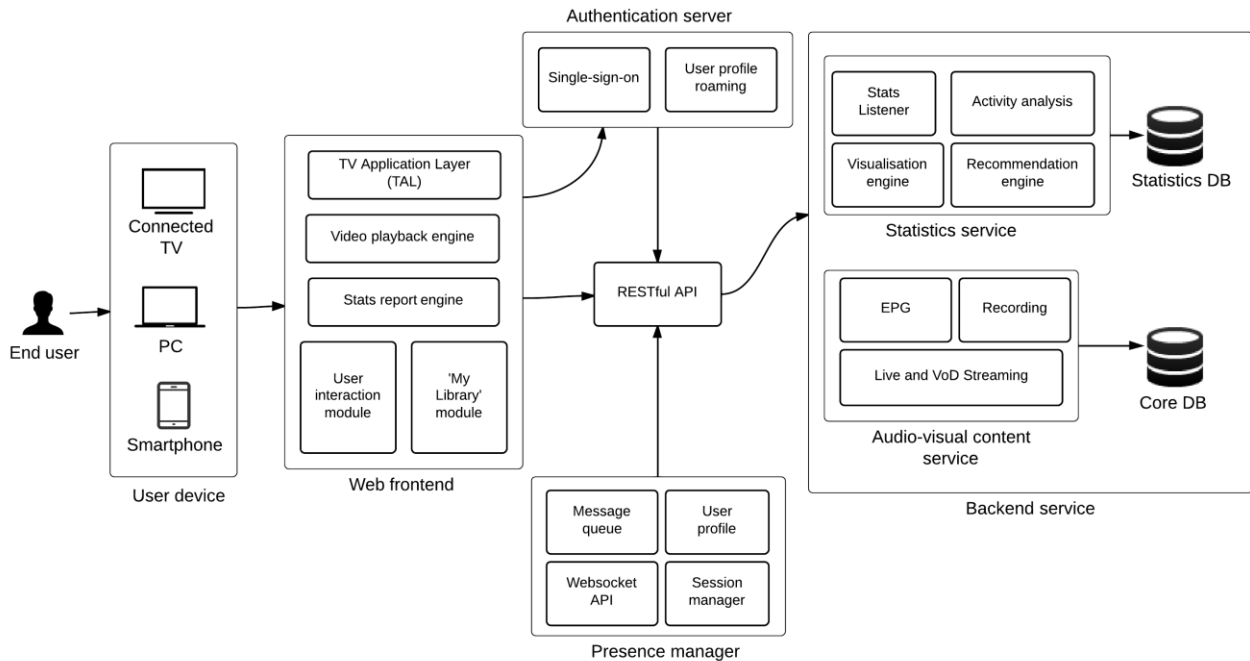 Authentication server
Single-sign-on
User profile
roaming
Stats
Listener
Activity analysis
Visualisation
engine
Recommendation
engine
Statistics DB
Statistics service
TV Application Layer
(TAL)
Video playback engine
Stats report engine
User
interaction
module
'My
Library'
module
Web frontend
Connected
TV
PC
Smartphone
User device
End user
RESTful API
EPG
Recording
Live and VoD Streaming
Core DB
Audio-visual content
service
Backend service
Message
queue
User
profile
Websocket
API
Session
manager
Presence manager